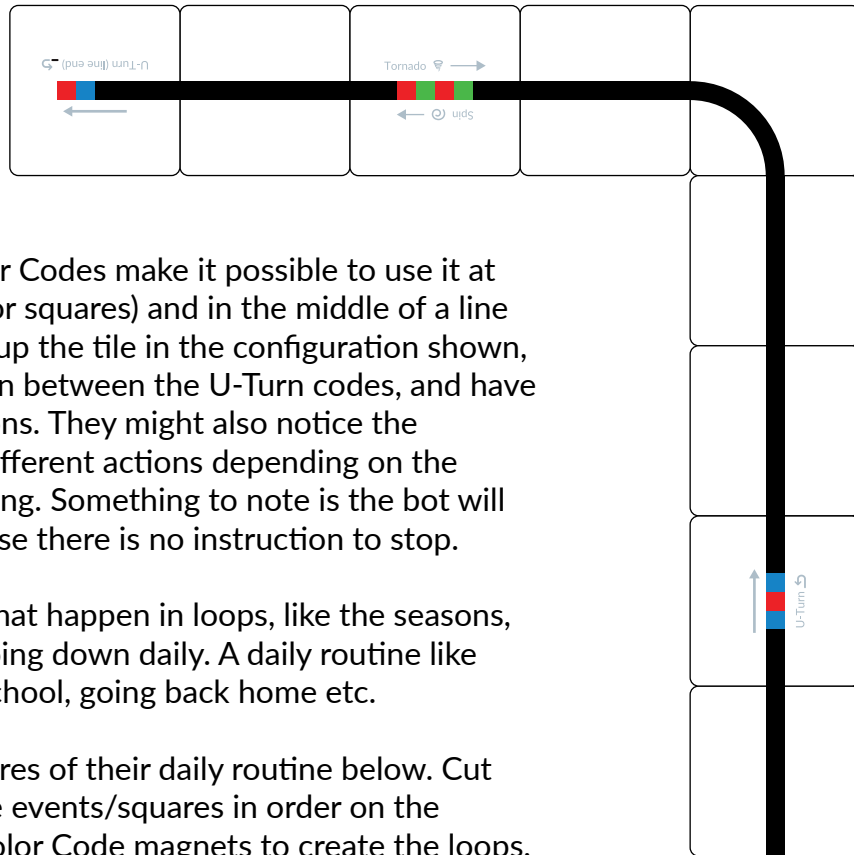 U-Turn (line end)
Tornado
Spin
r Codes make it possible to use it at
or squares) and in the middle of a line
up the tile in the configuration shown,
n between the U-Turn codes, and have
ns. They might also notice the
fferent actions depending on the
ng. Something to note is the bot will
se there is no instruction to stop.
U-Turn
hat happen in loops, like the seasons,
ing down daily. A daily routine like
chool, going back home etc.
res of their daily routine below. Cut
e events/squares in order on the
olor Code magnets to create the loops.